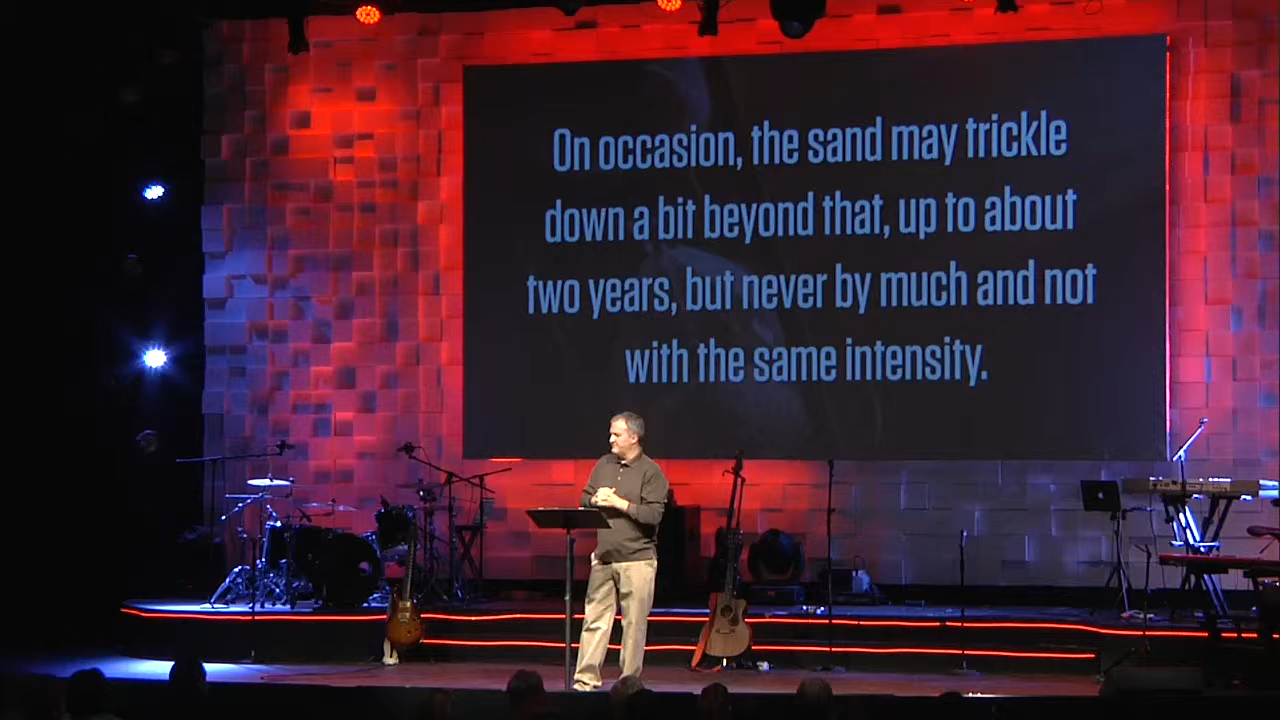 On occasion, the sand may trickle
down a bit beyond that, up to about
two years, but never by much and not
with the same intensity.